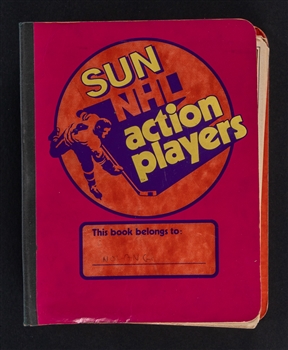 SUN
NHL
action
players
This book belongs to: